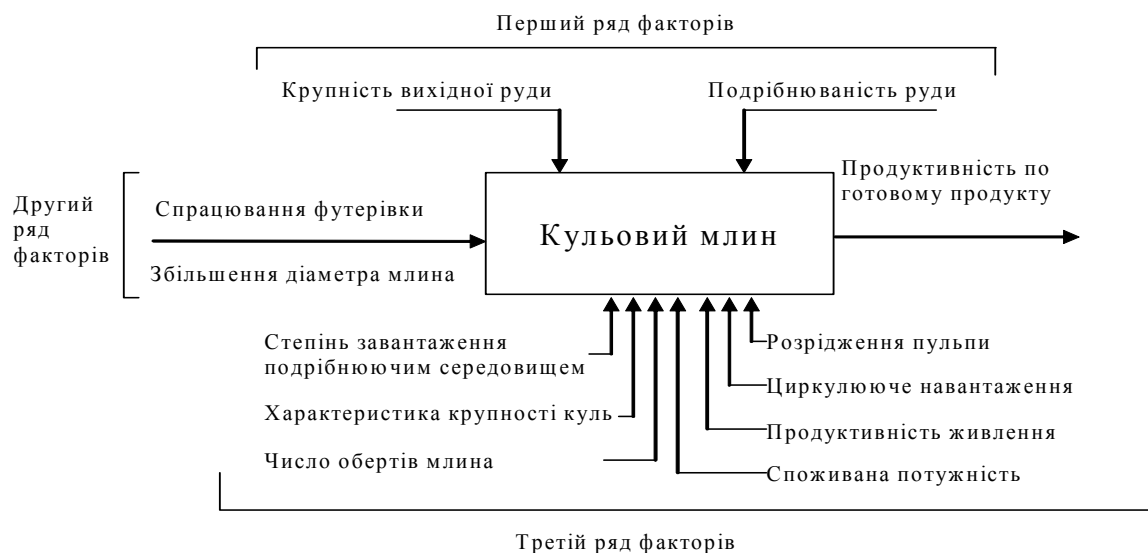 Перший ряд факторів
Крупність вихідної руди
Подрібнюваність руди
Продуктивність по
готовому продукту
Другий
ряд
факторів
Спрацювання футерівки
Збільшення діаметра млина
Кульовий млин
Степінь завантаження
подрібнюючим середовищем
Характеристика крупності куль
Число обертів млина
Розрідження пульпи
Циркулююче навантаження
Продуктивність живлення
Споживана потужність
Третій ряд факторів